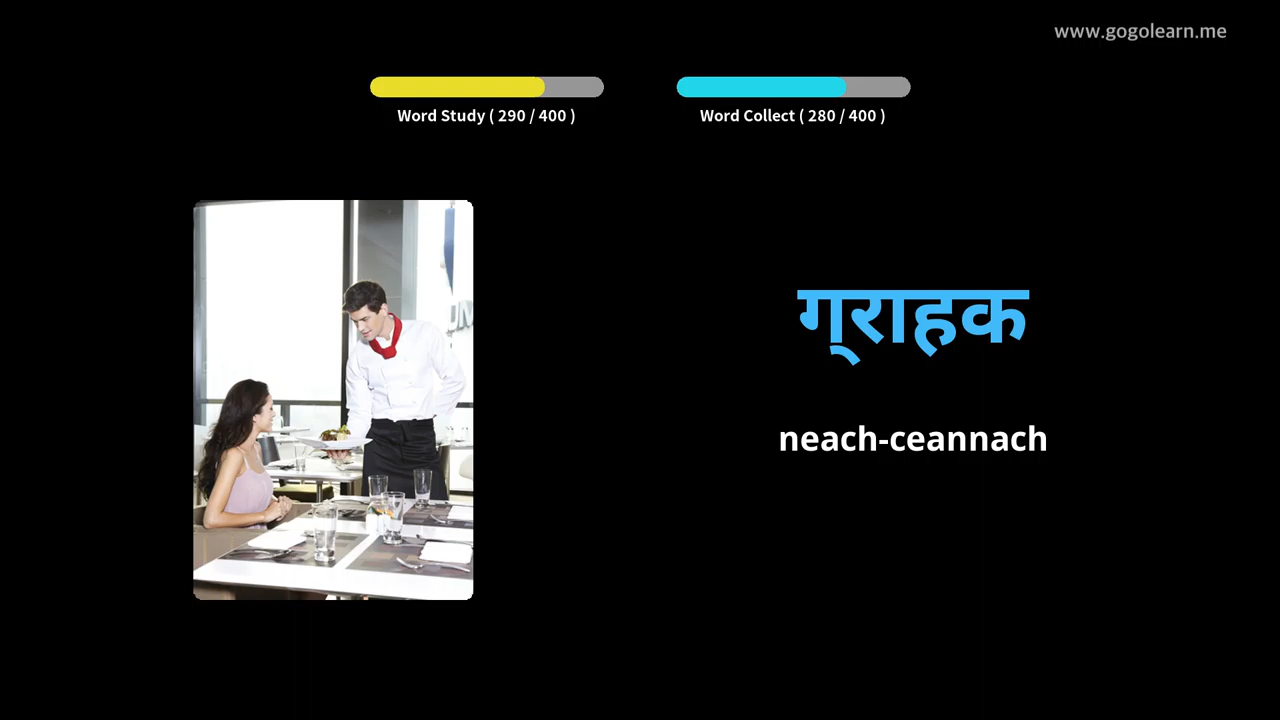 www.gogolearn.me
Word Study ( 290 / 400 )
Word Collect ( 280 / 400 )
ग्राहक
neach-ceannach